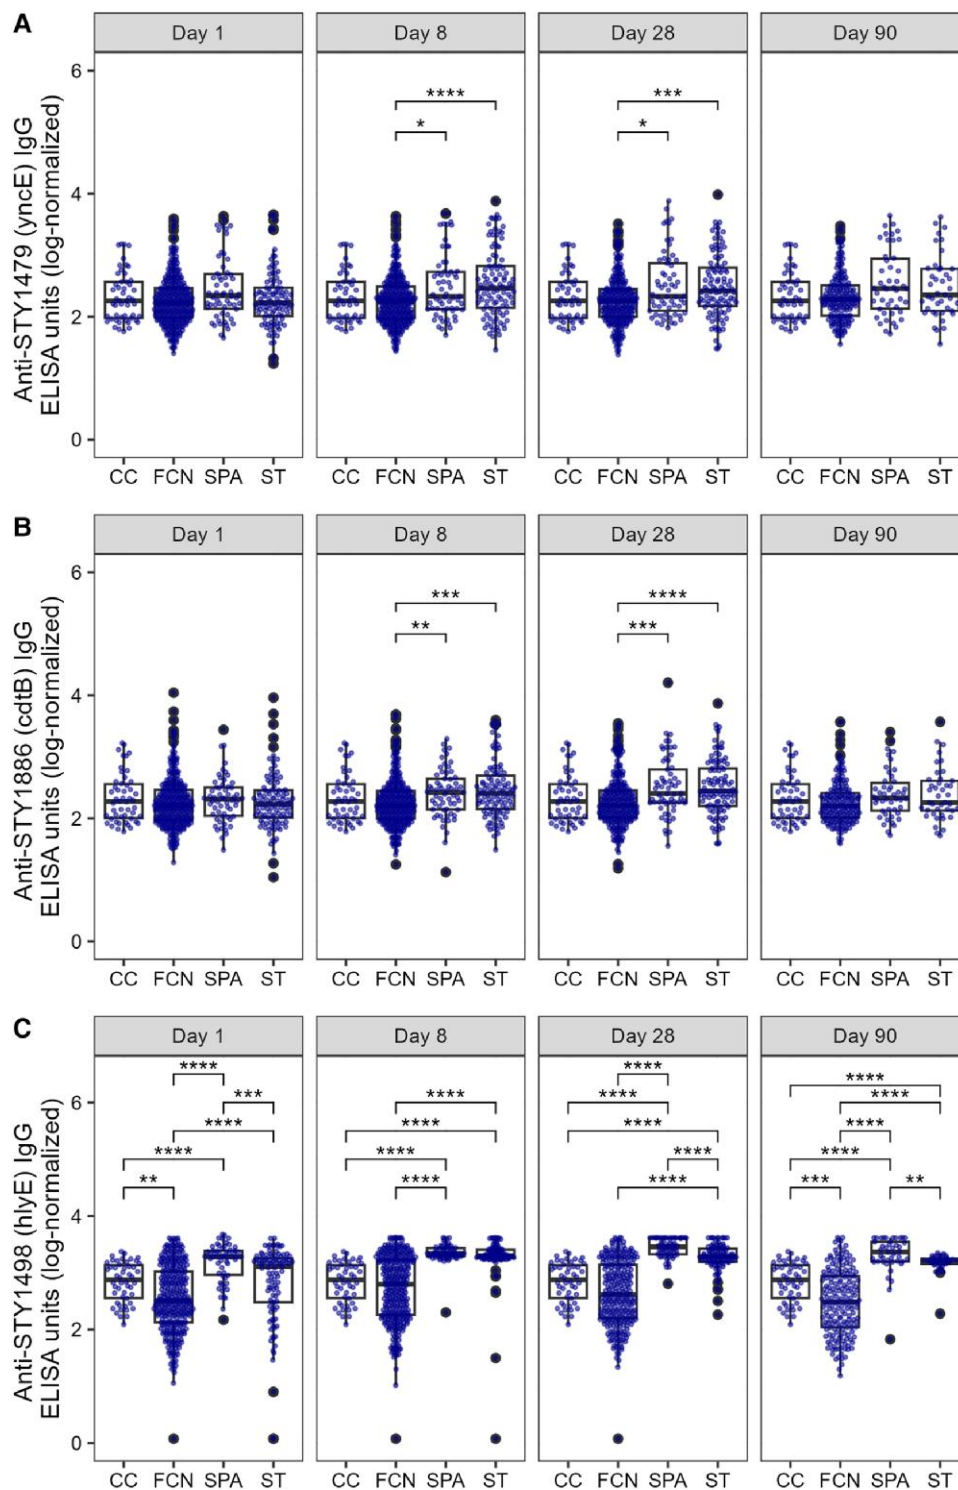 A
Day 1
Day 8
Day 28
Day 90
Anti-STY1479 (yncE) IgG
ELISA units (log-normalized)
6
4
2
0
****
*
***
*
CC FCN SPA ST
CC FCN SPA ST
CC FCN SPA ST
CC FCN SPA ST
B
Day 1
Day 8
Day 28
Day 90
Anti-STY1886 (cdtB) IgG
ELISA units (log-normalized)
6
4
2
0
***
**
****
***
CC FCN SPA ST
CC FCN SPA ST
CC FCN SPA ST
CC FCN SPA ST
C
Day 1
Day 8
Day 28
Day 90
Anti-STY1498 (hlyE) IgG
ELISA units (log-normalized)
6
4
2
0
****
***
****
****
**
****
****
****
****
****
****
****
****
****
****
****
****
****
***
**
CC FCN SPA ST
CC FCN SPA ST
CC FCN SPA ST
CC FCN SPA ST